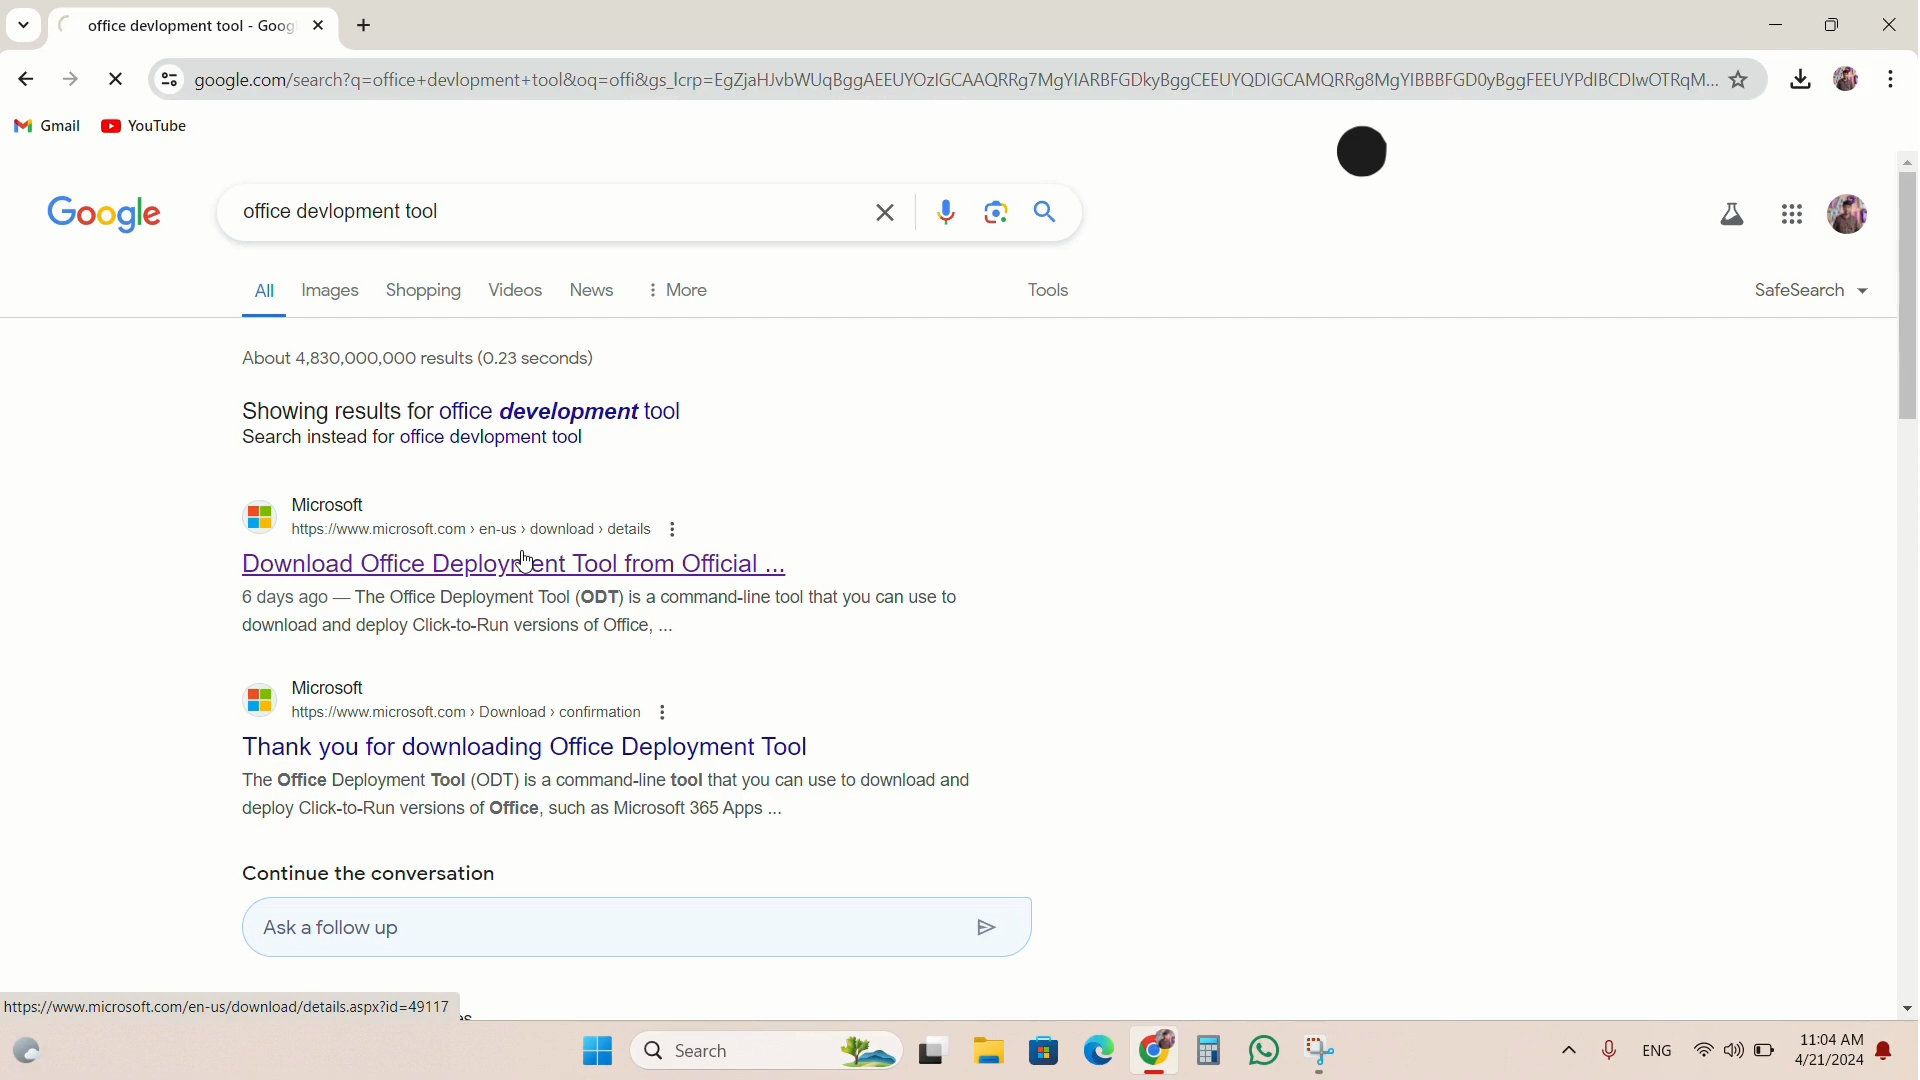 office devlopment tool - Goog
google.com/search?q=office+devlopment+tool&oq=offi&gs_lcrp=EgZjaHJvbWUqBggAEEUYOzIGCAAQRRg7MgYIARBFGDkyBggCEEUYQDIGCAMQRRg8MgYIBBBFGD0yBggFEEUYPdIBCDIwOTRqM...
Gmail YouTube
Google office devlopment tool
All Images Shopping Videos News More Tools SafeSearch
About 4,830,000,000 results (0.23 seconds)
Showing results for office development tool
Search instead for office devlopment tool
Microsoft
https://www.microsoft.com › en-us › download › details
Download Office Deployment Tool from Official ...
6 days ago — The Office Deployment Tool (ODT) is a command-line tool that you can use to
download and deploy Click-to-Run versions of Office, ...
Microsoft
https://www.microsoft.com › Download › confirmation
Thank you for downloading Office Deployment Tool
The Office Deployment Tool (ODT) is a command-line tool that you can use to download and
deploy Click-to-Run versions of Office, such as Microsoft 365 Apps ...
Continue the conversation
Ask a follow up
https://www.microsoft.com/en-us/download/details.aspx?id=49117
Search ENG 11:04 AM
4/21/2024